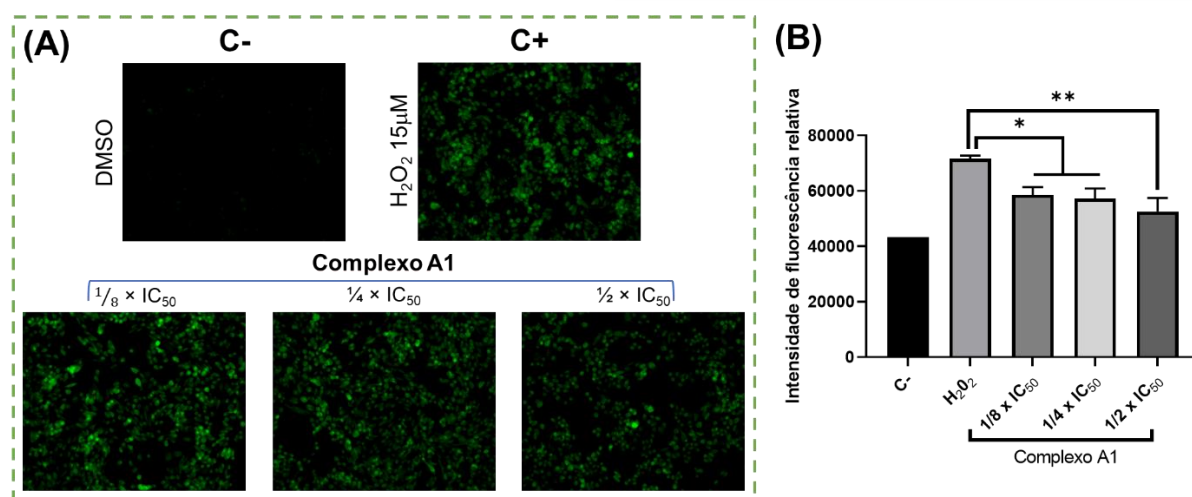 (A)
C-
C+
DMSO
H₂O₂ 15µM
Complexo A1
¹/₈ × IC₅₀
¼ × IC₅₀
½ × IC₅₀
(B)
Intensidade de fluorescência relativa
80000
60000
40000
20000
0
**
*
C-
H₂0₂
1/8 x IC₅₀
1/4 x IC₅₀
1/2 x IC₅₀
Complexo A1